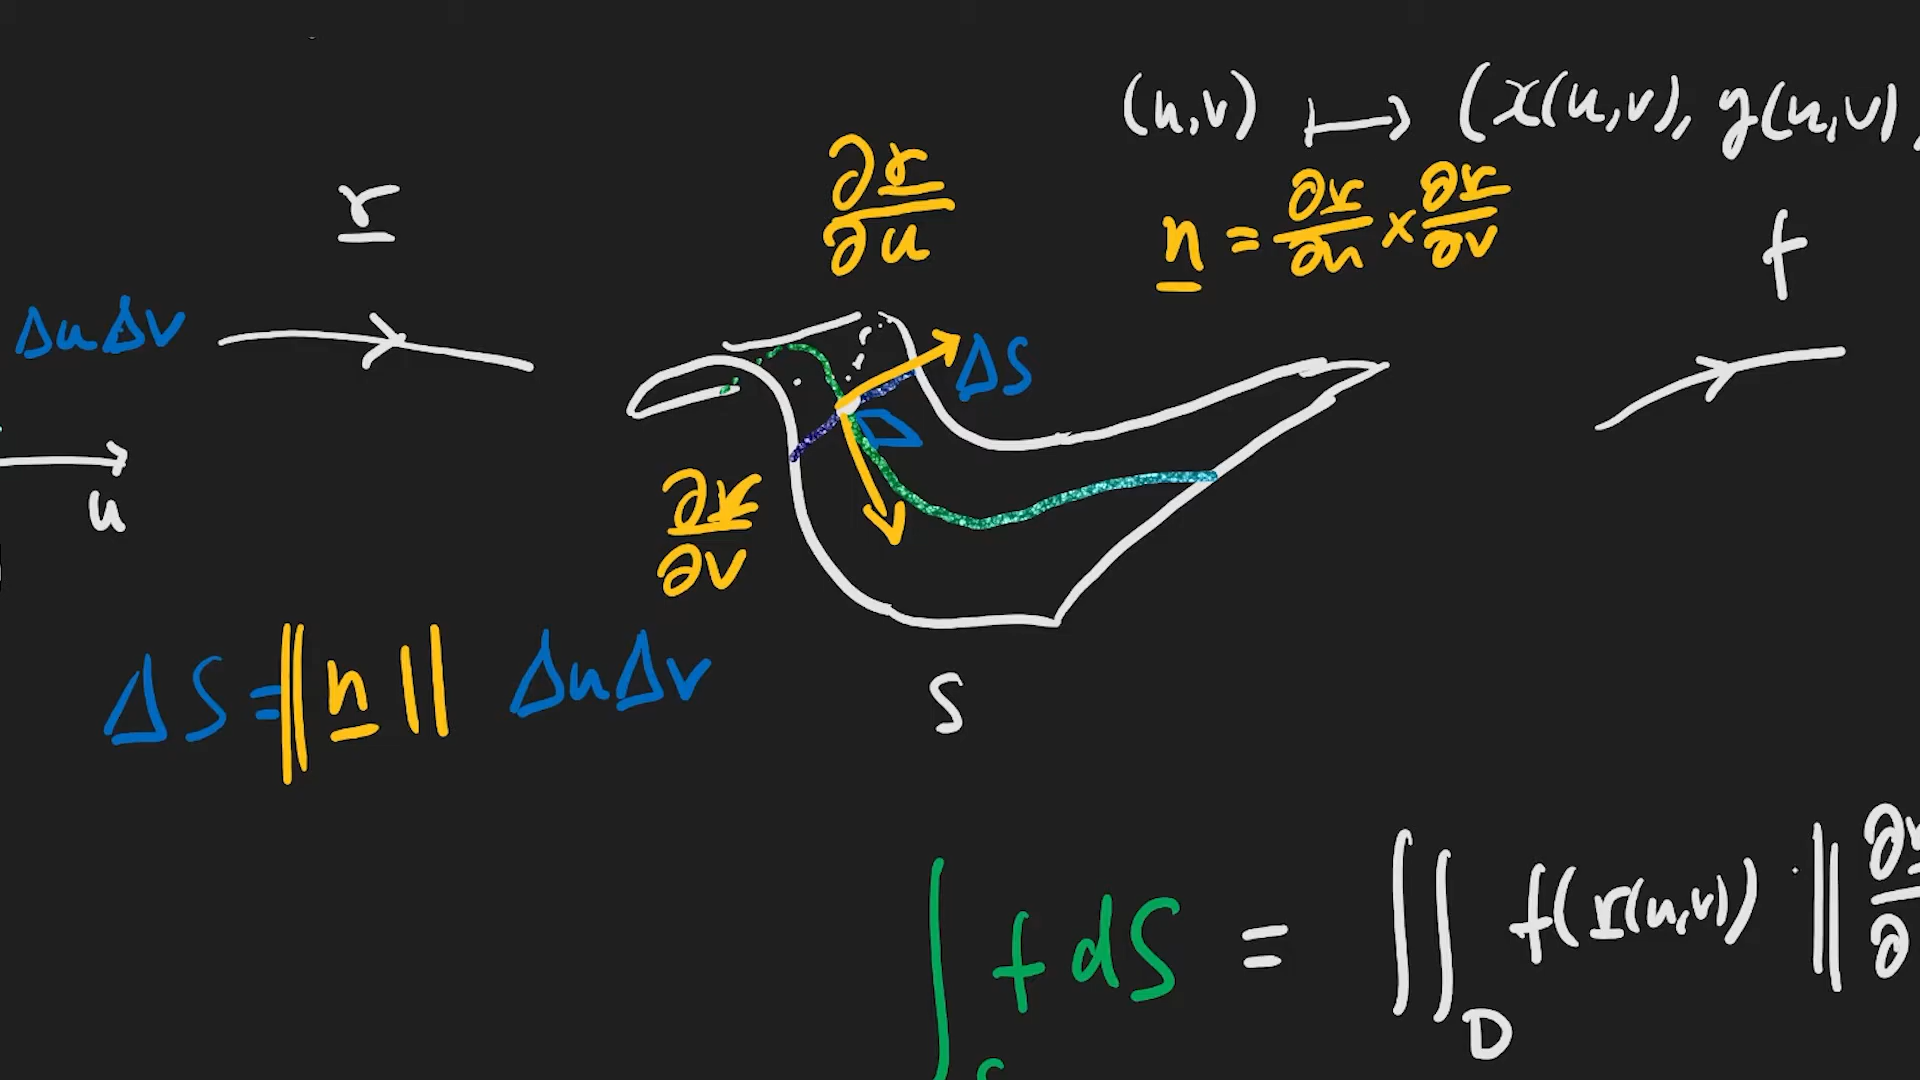 (u,v) ↦ (x(u,v), y(u,v),
r
∂r/∂u
n = ∂r/∂u × ∂r/∂v
f
ΔuΔv
ΔS
u
∂r/∂v
ΔS = ‖n‖ ΔuΔv
S
∫_S f dS = ∬_D f(r(u,v)) ‖∂r/∂